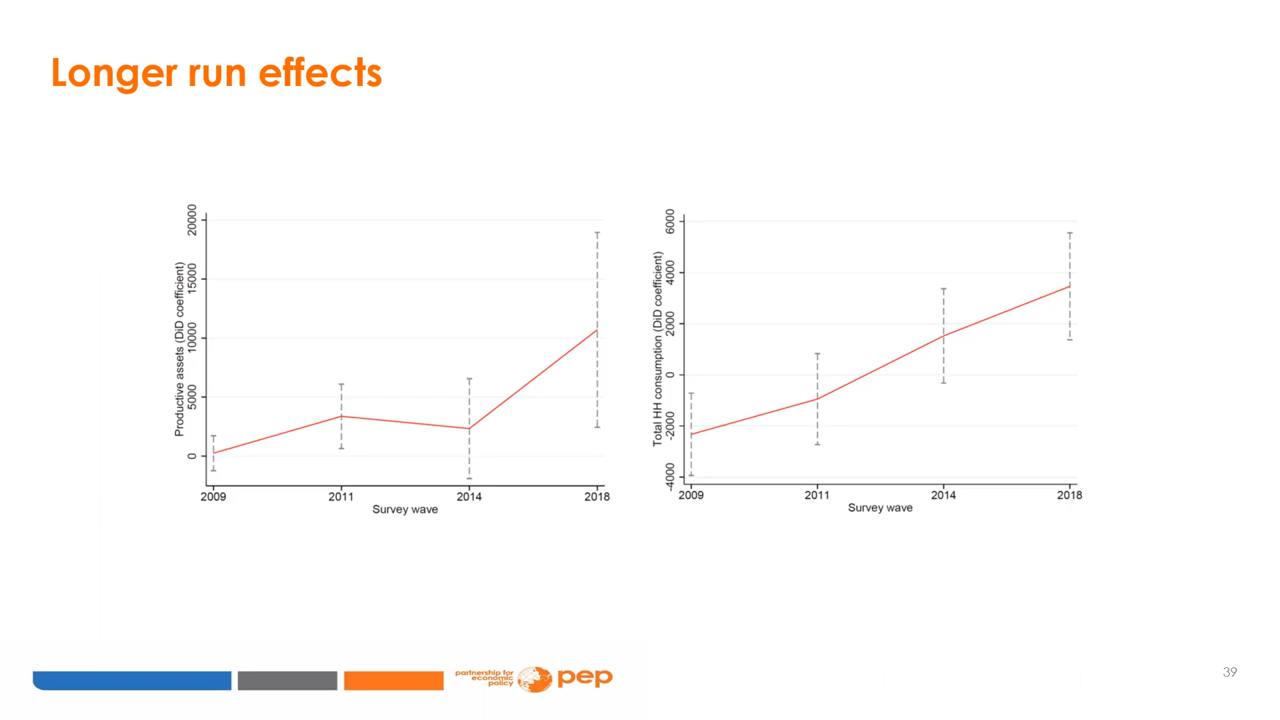 Longer run effects
Productive assets (DiD coefficient)
20000
15000
10000
5000
0
2009
2011
2014
2018
Survey wave
Total HH consumption (DiD coefficient)
6000
4000
2000
0
-2000
-4000
2009
2011
2014
2018
Survey wave
partnership for
economic
policy
pep
39